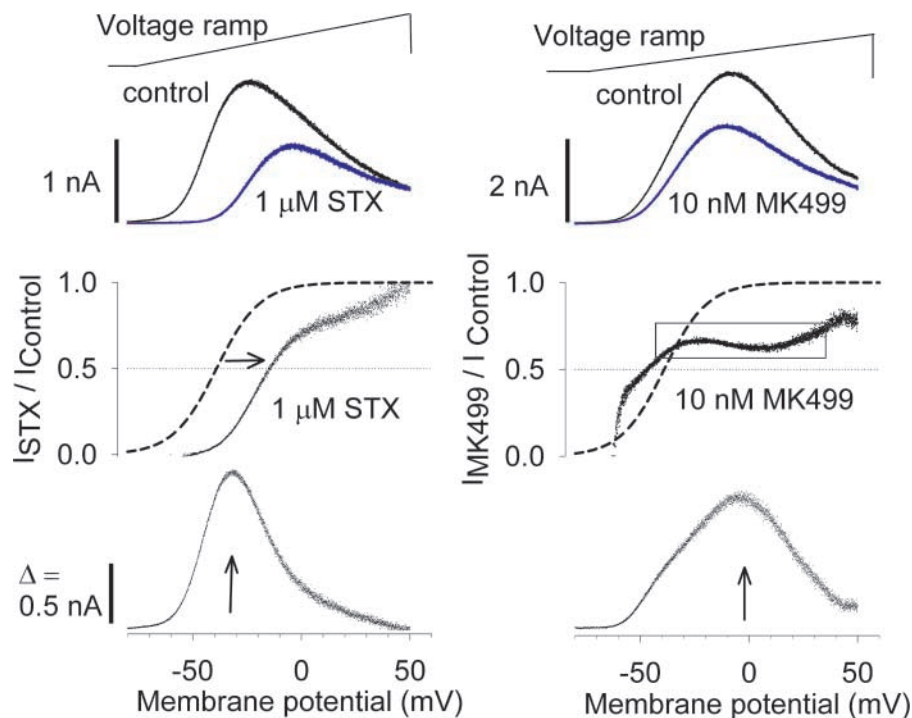 Voltage ramp
control
1 nA
1 μM STX
ISTX / IControl
1.0
0.5
0.0
1 μM STX
Δ =
0.5 nA
-50 0 50
Membrane potential (mV)
Voltage ramp
control
2 nA
10 nM MK499
IMK499 / I Control
1.0
0.5
0.0
10 nM MK499
-50 0 50
Membrane potential (mV)